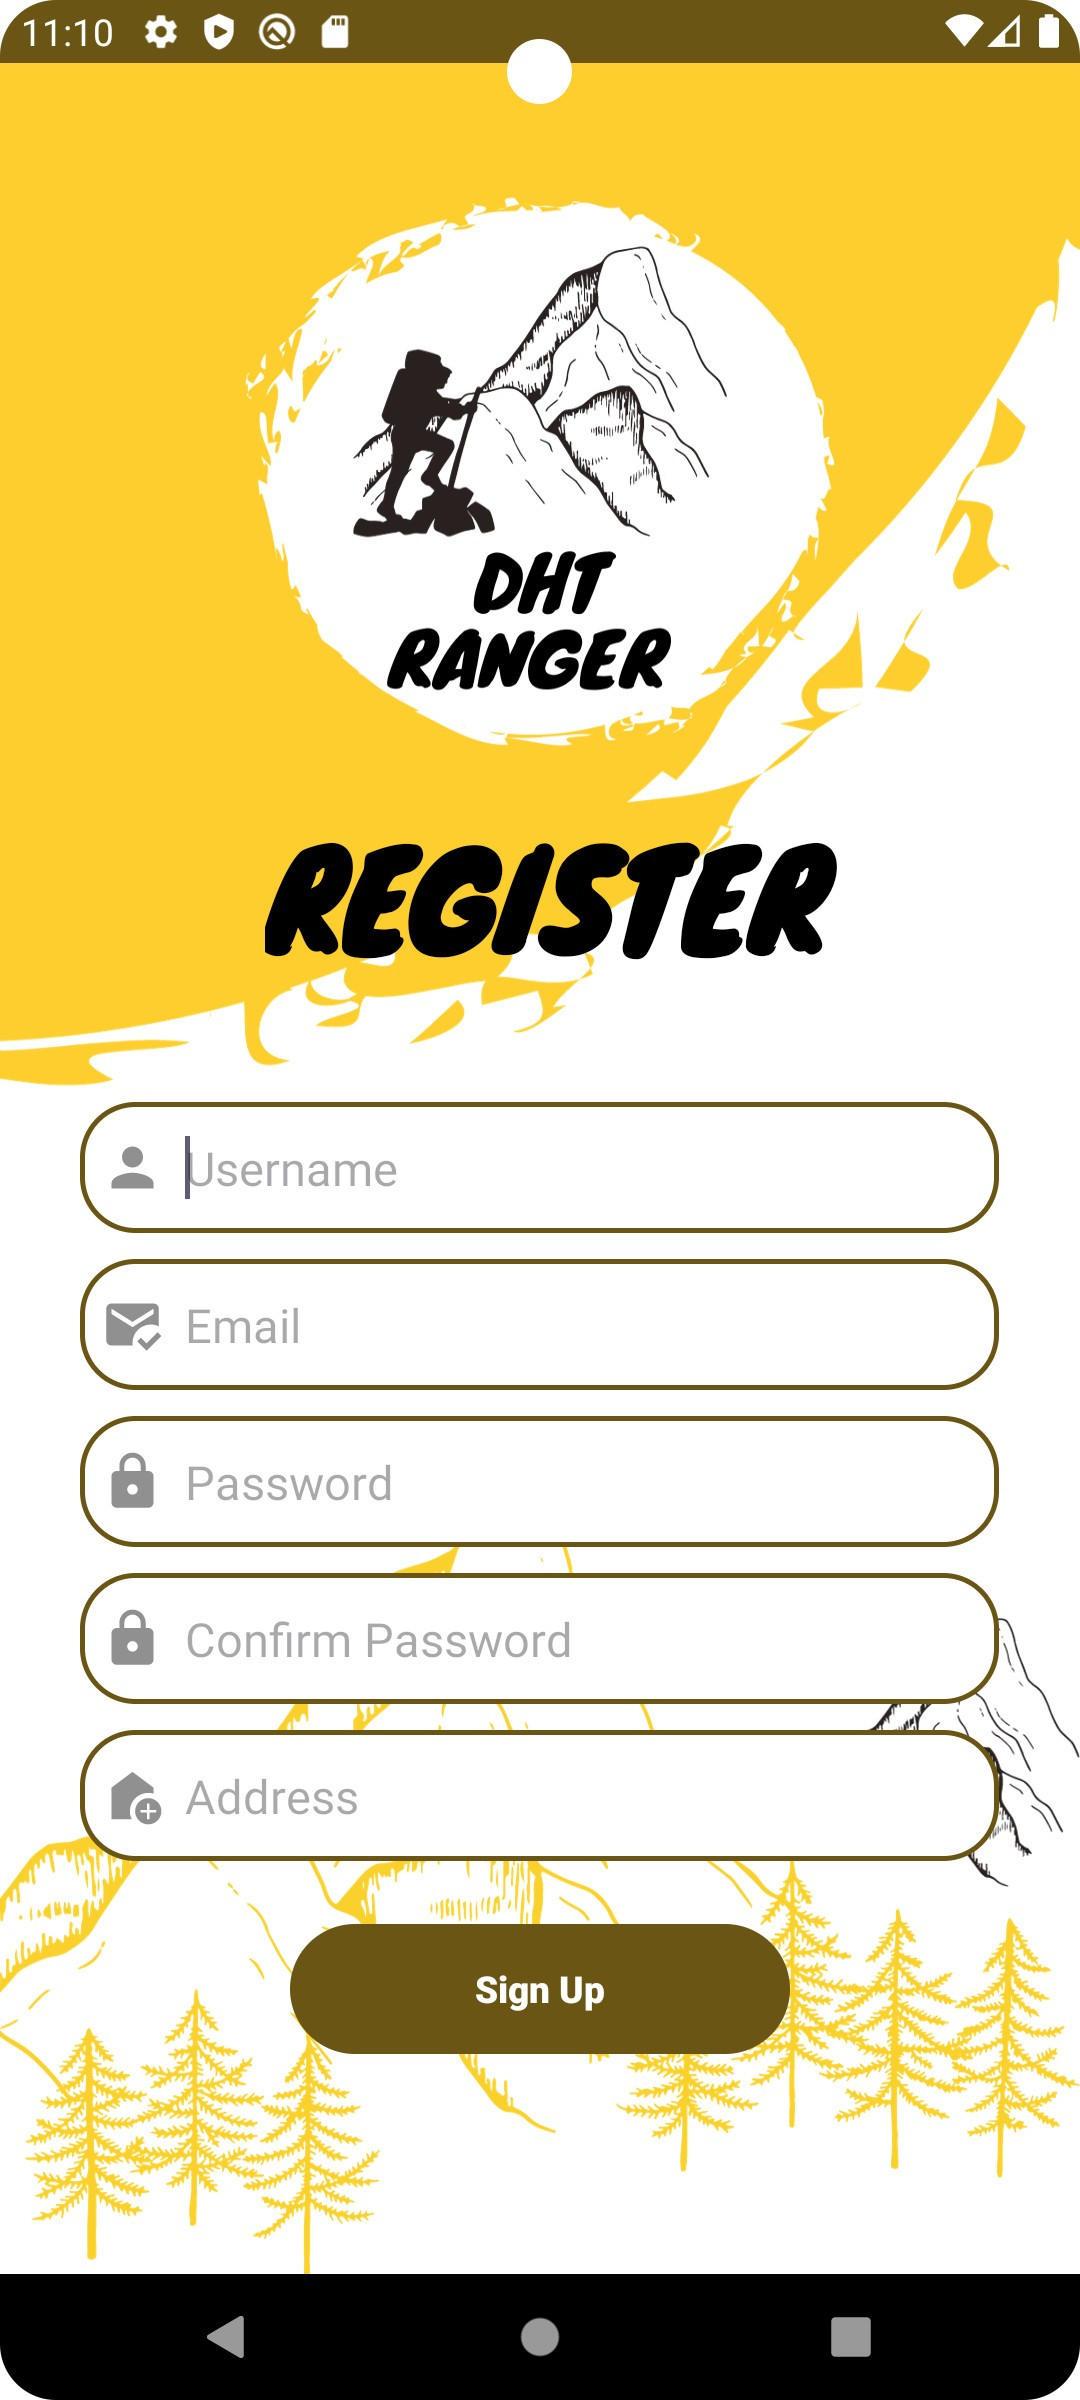 11:10
DHT
RANGER
REGISTER
Username
Email
Password
Confirm Password
Address
Sign Up